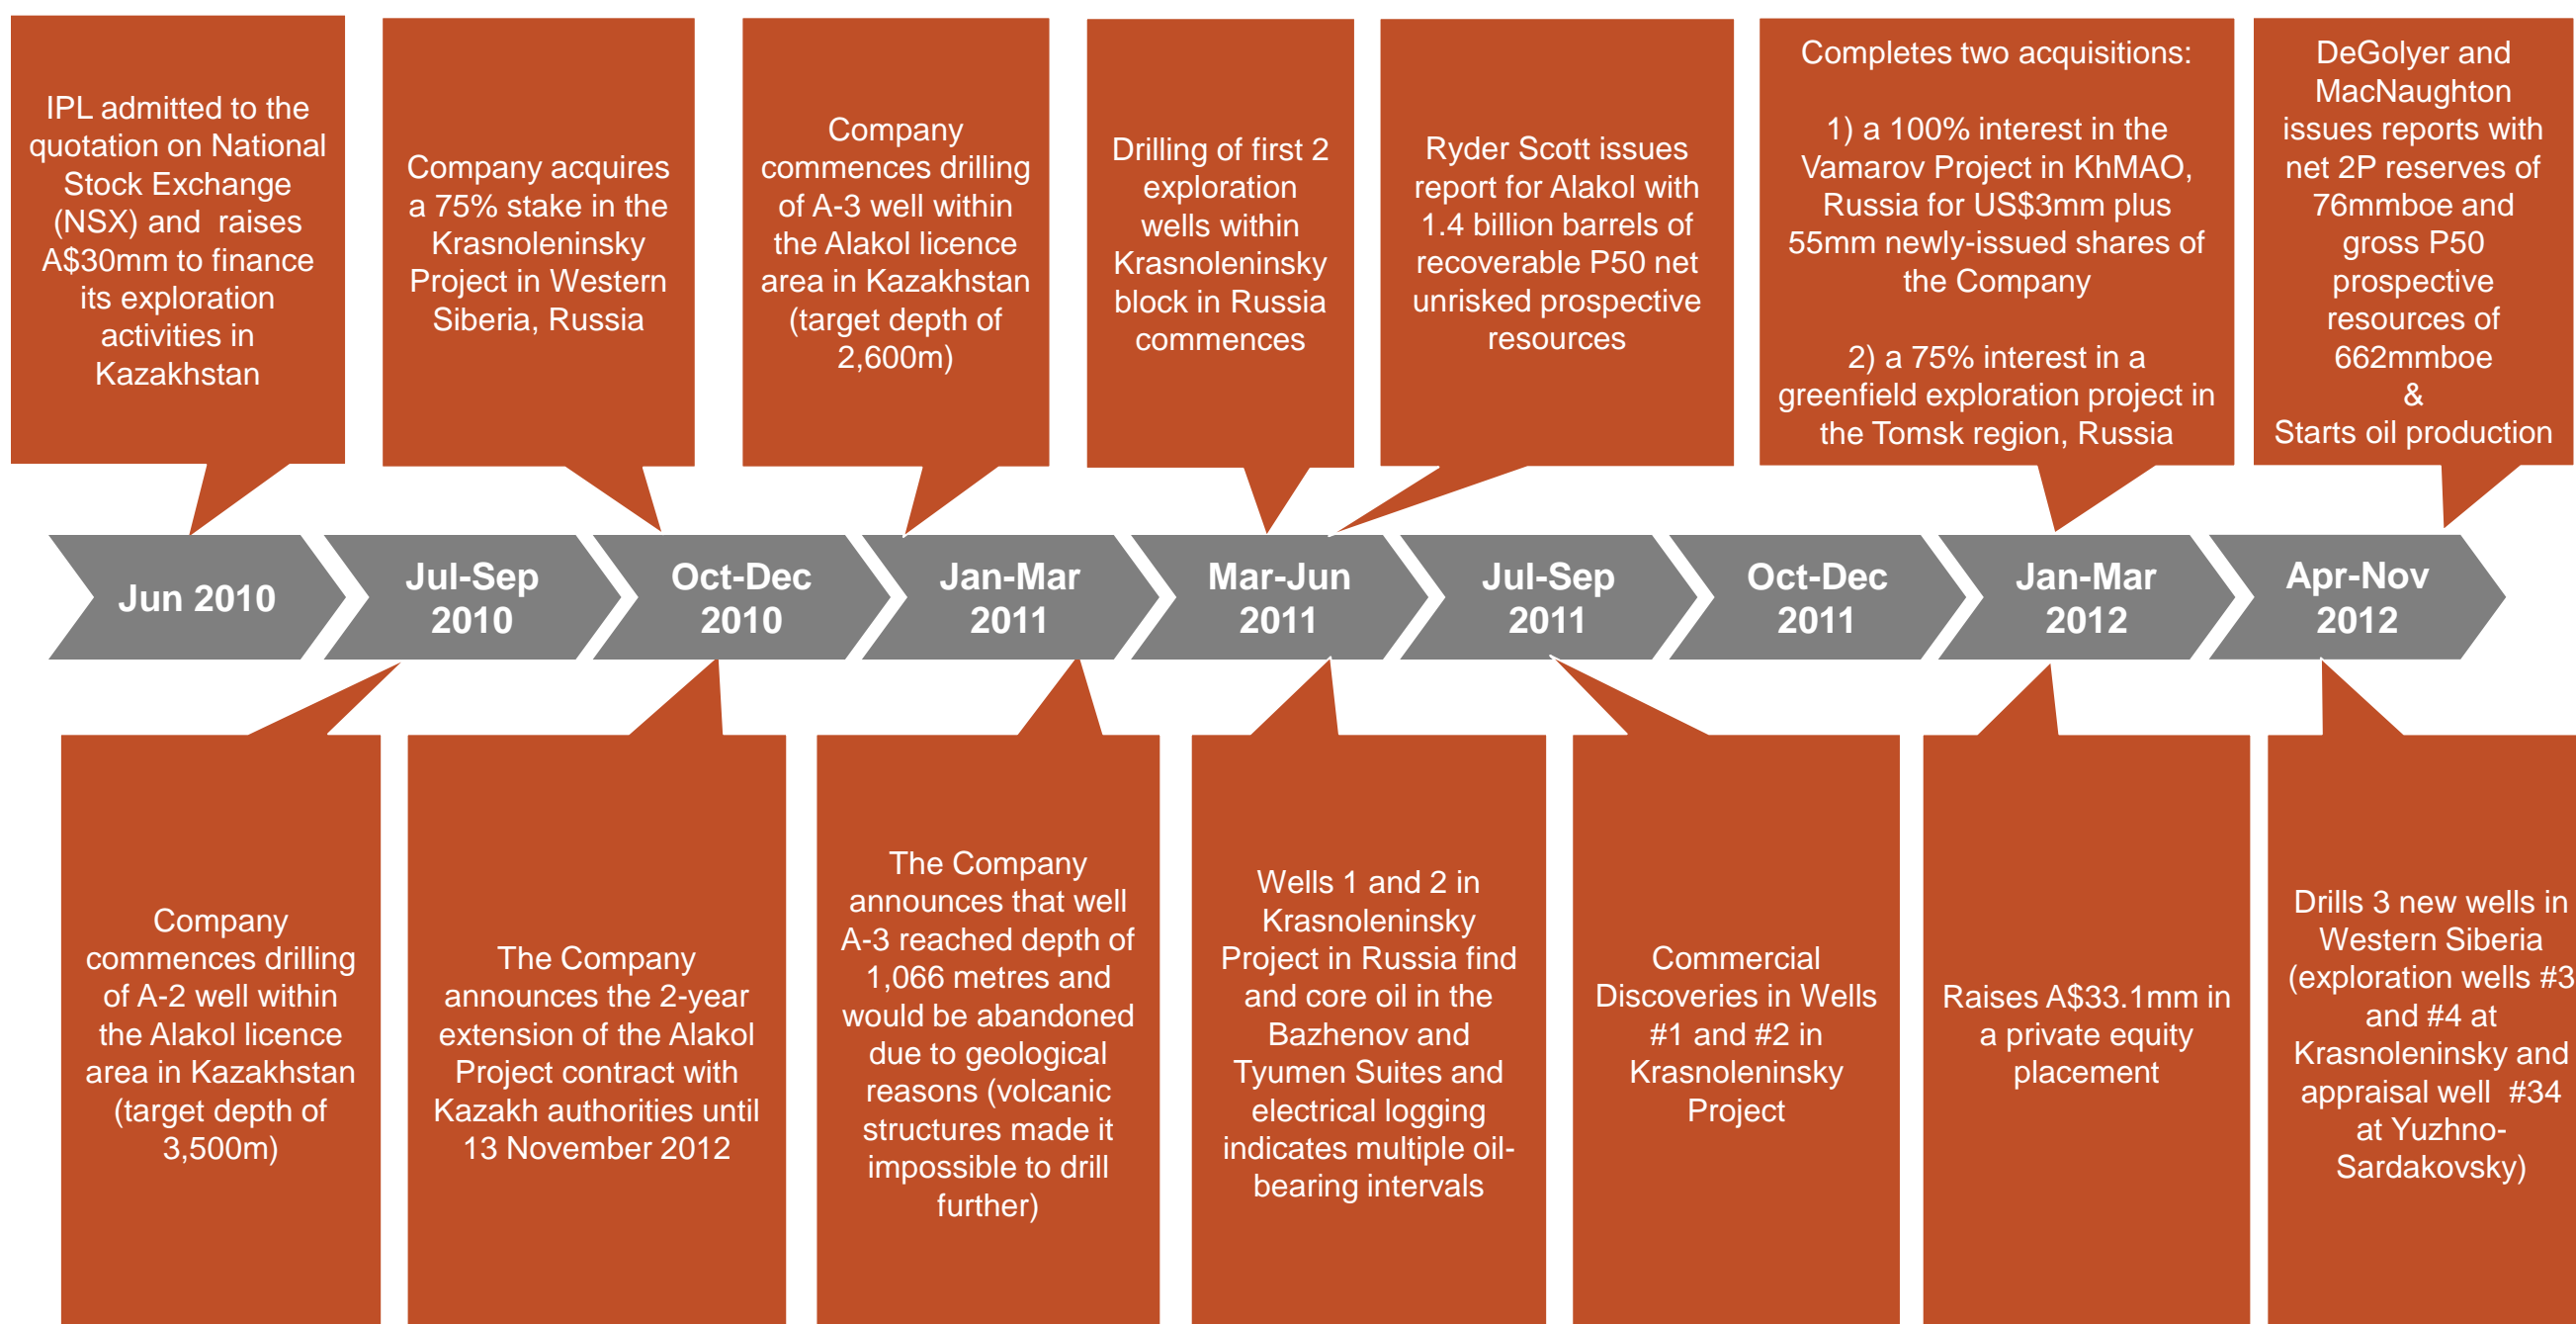 IPL admitted to the
quotation on National
Stock Exchange
(NSX) and raises
A$30mm to finance
its exploration
activities in
Kazakhstan
Company acquires
a 75% stake in the
Krasnoleninsky
Project in Western
Siberia, Russia
Company
commences drilling
of A-3 well within
the Alakol licence
area in Kazakhstan
(target depth of
2,600m)
Drilling of first 2
exploration
wells within
Krasnoleninsky
block in Russia
commences
Ryder Scott issues
report for Alakol with
1.4 billion barrels of
recoverable P50 net
unrisked prospective
resources
Completes two acquisitions:
1) a 100% interest in the
Vamarov Project in KhMAO,
Russia for US$3mm plus
55mm newly-issued shares of
the Company
2) a 75% interest in a
greenfield exploration project in
the Tomsk region, Russia
DeGolyer and
MacNaughton
issues reports with
net 2P reserves of
76mmboe and
gross P50
prospective
resources of
662mmboe
&
Starts oil production
Jun 2010
Jul-Sep
2010
Oct-Dec
2010
Jan-Mar
2011
Mar-Jun
2011
Jul-Sep
2011
Oct-Dec
2011
Jan-Mar
2012
Apr-Nov
2012
Company
commences drilling
of A-2 well within
the Alakol licence
area in Kazakhstan
(target depth of
3,500m)
The Company
announces the 2-year
extension of the Alakol
Project contract with
Kazakh authorities until
13 November 2012
The Company
announces that well
A-3 reached depth of
1,066 metres and
would be abandoned
due to geological
reasons (volcanic
structures made it
impossible to drill
further)
Wells 1 and 2 in
Krasnoleninsky
Project in Russia find
and core oil in the
Bazhenov and
Tyumen Suites and
electrical logging
indicates multiple oil-
bearing intervals
Commercial
Discoveries in Wells
#1 and #2 in
Krasnoleninsky
Project
Raises A$33.1mm in
a private equity
placement
Drills 3 new wells in
Western Siberia
(exploration wells #3
and #4 at
Krasnoleninsky and
appraisal well #34
at Yuzhno-
Sardakovsky)